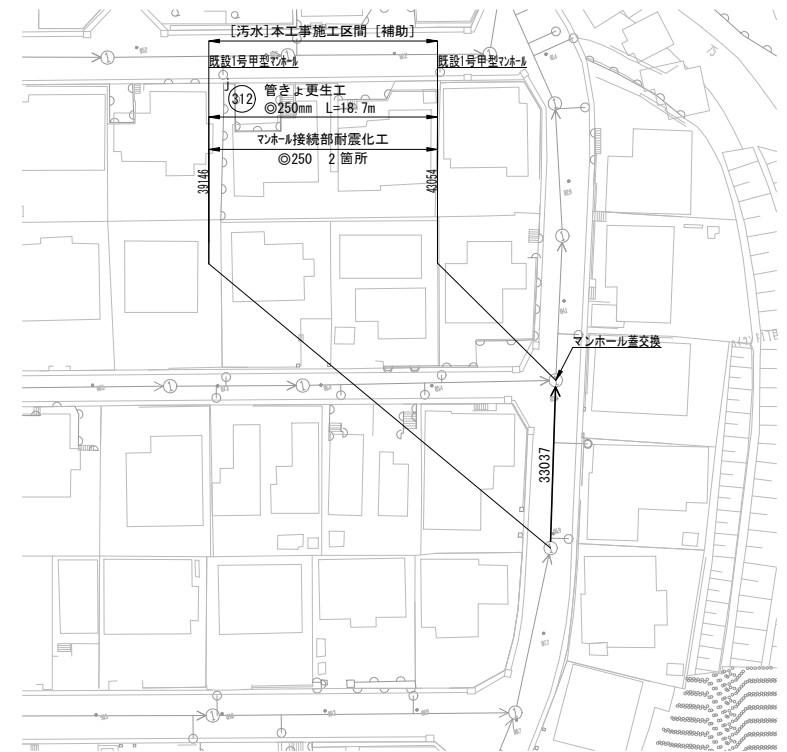 [汚水]本工事施工区間 [補助]
既設1号甲型マンホール
既設1号甲型マンホール
312
管きょ更生工
◎250mm L=18.7m
マンホール接続部耐震化工
◎250 2 箇所
39146
43054
マンホール蓋交換
33037